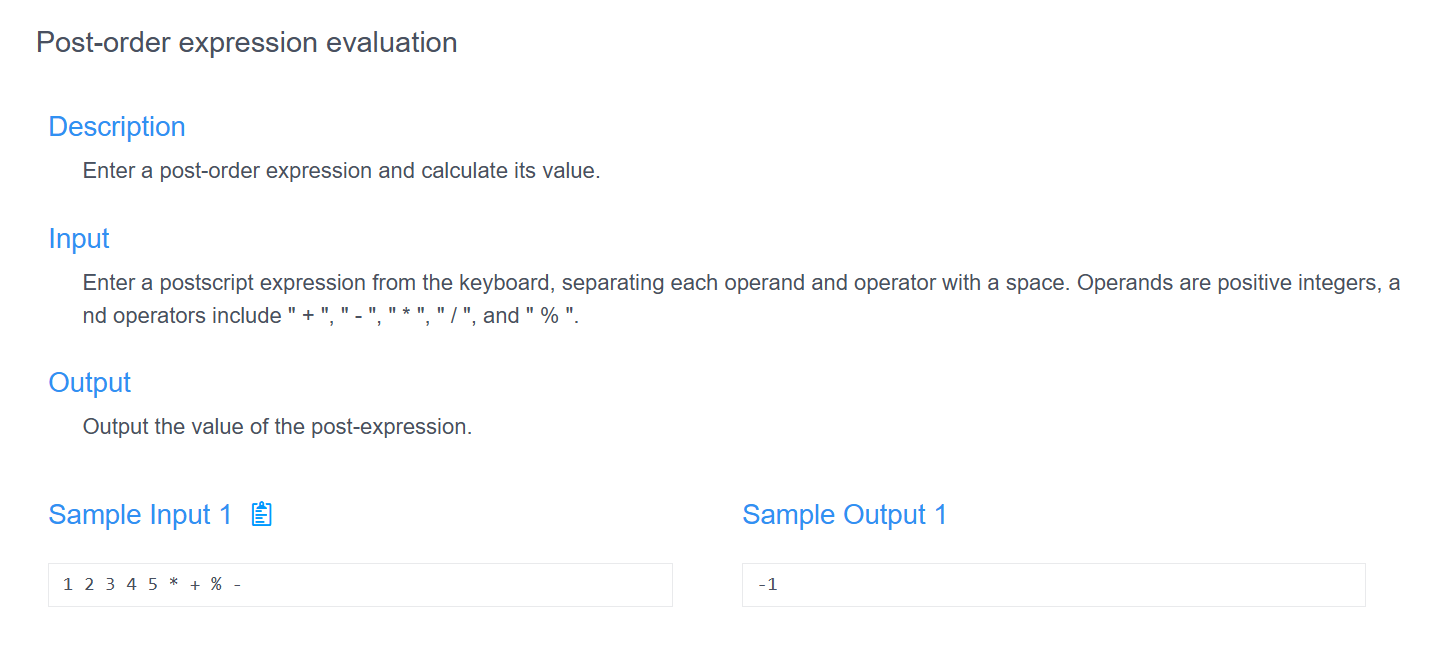 Post-order expression evaluation
Description
Enter a post-order expression and calculate its value.
Input
Enter a postscript expression from the keyboard, separating each operand and operator with a space. Operands are positive integers, a
nd operators include " + ", " - ", " * ", " / ", and " % ".
Output
Output the value of the post-expression.
Sample Input 1
Sample Output 1
1 2 3 4 5 * + % -
-1